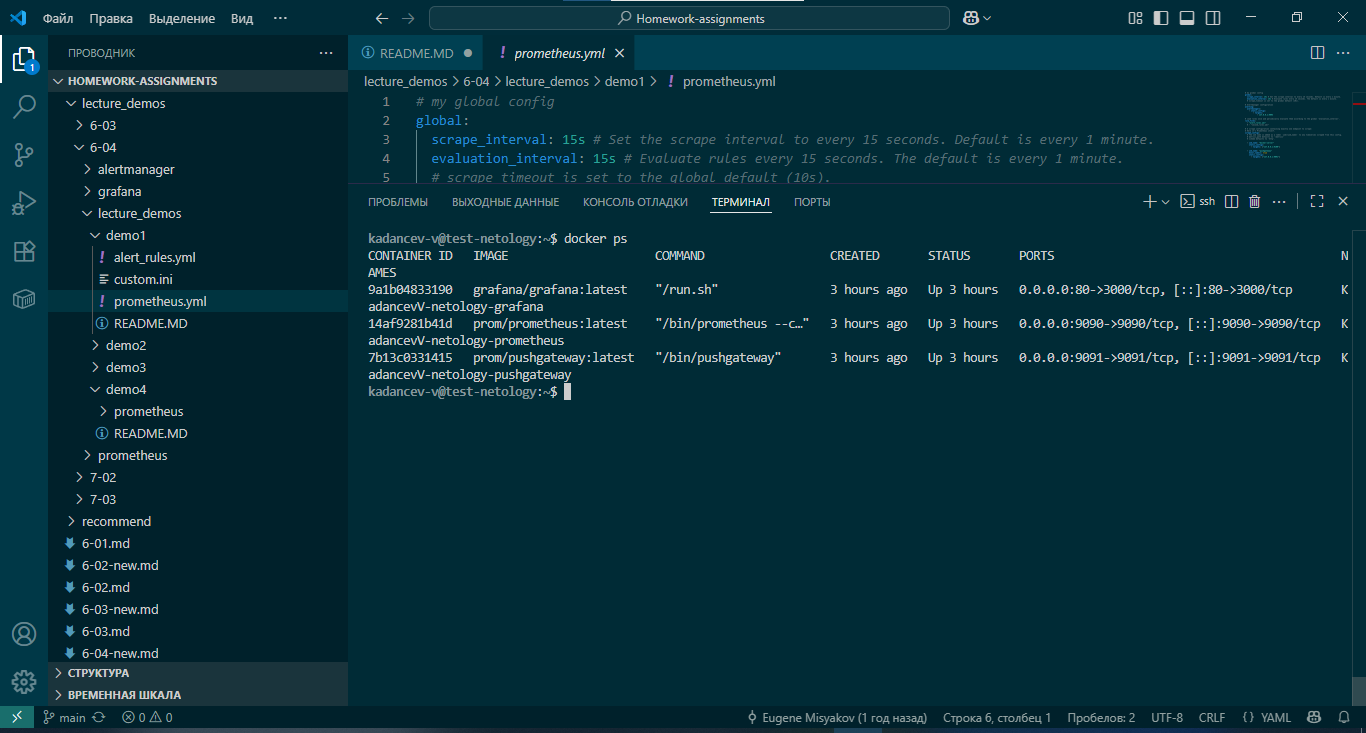 Файл Правка Выделение Вид ··· Homework-assignments
ПРОВОДНИК ···
HOMEWORK-ASSIGNMENTS
lecture_demos
6-03
6-04
alertmanager
grafana
lecture_demos
demo1
! alert_rules.yml
custom.ini
! prometheus.yml
README.MD
demo2
demo3
demo4
prometheus
README.MD
prometheus
7-02
7-03
recommend
6-01.md
6-02-new.md
6-02.md
6-03-new.md
6-03.md
6-04-new.md
СТРУКТУРА
ВРЕМЕННАЯ ШКАЛА
1
README.MD ! prometheus.yml
lecture_demos > 6-04 > lecture_demos > demo1 > ! prometheus.yml
1 # my global config
2 global:
3 scrape_interval: 15s # Set the scrape interval to every 15 seconds. Default is every 1 minute.
4 evaluation_interval: 15s # Evaluate rules every 15 seconds. The default is every 1 minute.
5 # scrape_timeout is set to the global default (10s).
ПРОБЛЕМЫ ВЫХОДНЫЕ ДАННЫЕ КОНСОЛЬ ОТЛАДКИ ТЕРМИНАЛ ПОРТЫ ssh
kadancev-v@test-netology:~$ docker ps
CONTAINER ID IMAGE COMMAND CREATED STATUS PORTS N
AMES
9a1b04833190 grafana/grafana:latest "/run.sh" 3 hours ago Up 3 hours 0.0.0.0:80->3000/tcp, [::]:80->3000/tcp K
adancevV-netology-grafana
14af9281b41d prom/prometheus:latest "/bin/prometheus --c…" 3 hours ago Up 3 hours 0.0.0.0:9090->9090/tcp, [::]:9090->9090/tcp K
adancevV-netology-prometheus
7b13c0331415 prom/pushgateway:latest "/bin/pushgateway" 3 hours ago Up 3 hours 0.0.0.0:9091->9091/tcp, [::]:9091->9091/tcp K
adancevV-netology-pushgateway
kadancev-v@test-netology:~$
main 0 0 Eugene Misyakov (1 год назад) Строка 6, столбец 1 Пробелов: 2 UTF-8 CRLF {} YAML